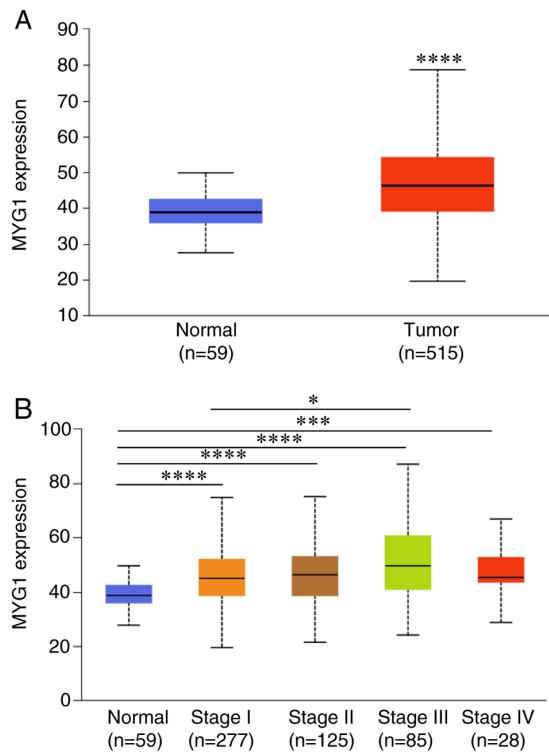 A
90
80
70
60
50
40
30
20
10
MYG1 expression
****
Normal
(n=59)
Tumor
(n=515)
B
100
80
60
40
20
0
MYG1 expression
*
***
****
****
****
Normal
(n=59)
Stage I
(n=277)
Stage II
(n=125)
Stage III
(n=85)
Stage IV
(n=28)